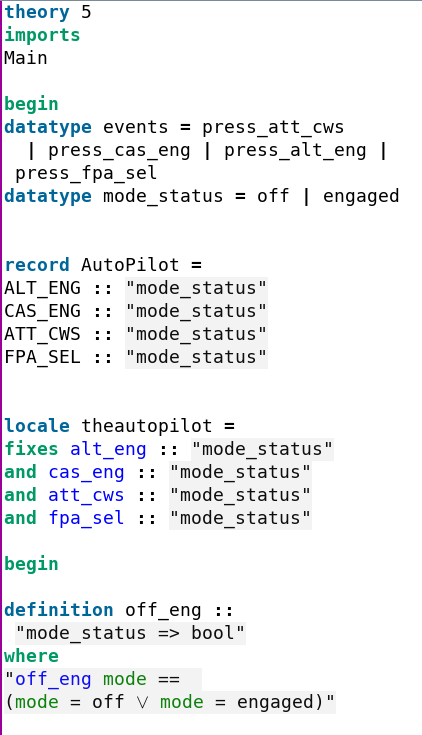 theory 5
imports
Main
begin
datatype events = press_att_cws
| press_cas_eng | press_alt_eng |
press_fpa_sel
datatype mode_status = off | engaged
record AutoPilot =
ALT_ENG :: "mode_status"
CAS_ENG :: "mode_status"
ATT_CWS :: "mode_status"
FPA_SEL :: "mode_status"
locale theautopilot =
fixes alt_eng :: "mode_status"
and cas_eng :: "mode_status"
and att_cws :: "mode_status"
and fpa_sel :: "mode_status"
begin
definition off_eng ::
"mode_status => bool"
where
"off_eng mode ==
(mode = off ∨ mode = engaged)"